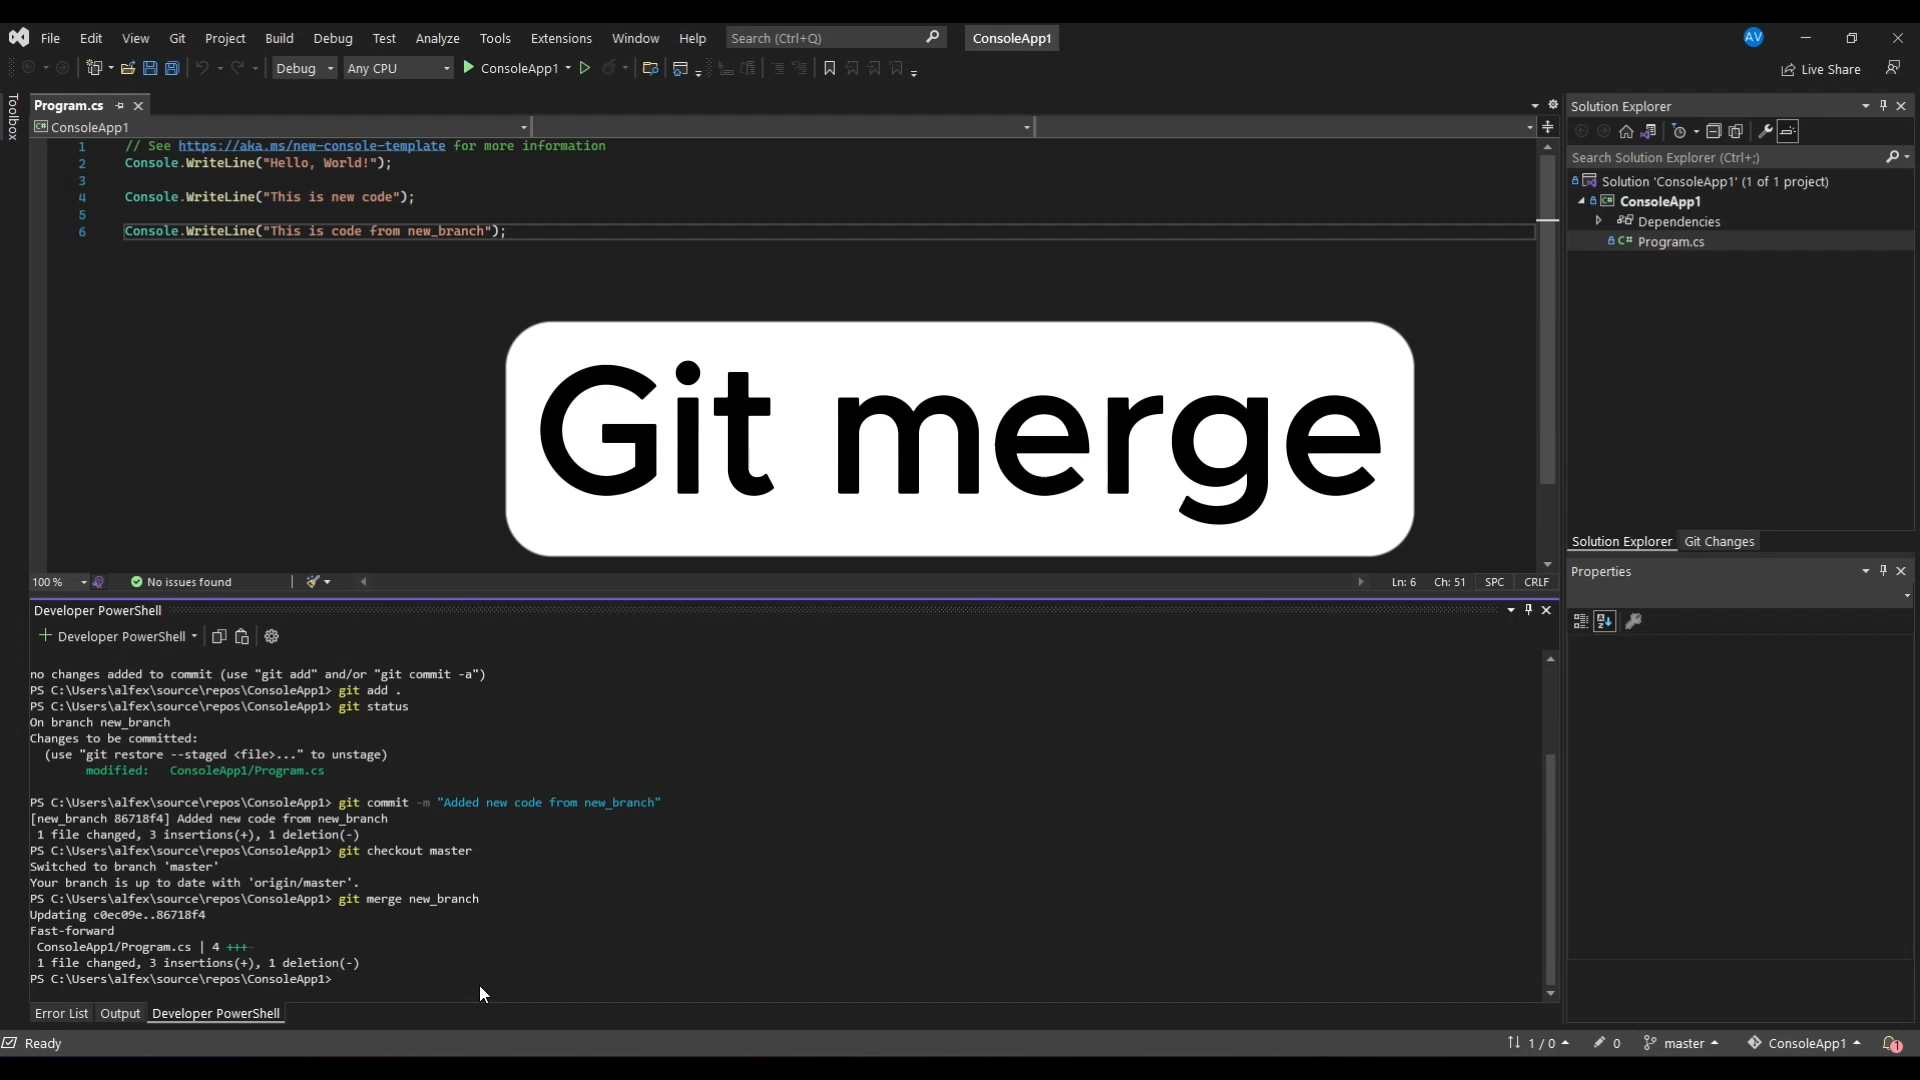 File Edit View Git Project Build Debug Test Analyze Tools Extensions Window Help Search (Ctrl+Q) ConsoleApp1 AV
Debug Any CPU ConsoleApp1 Live Share
Toolbox
Program.cs
ConsoleApp1
1 // See https://aka.ms/new-console-template for more information
2 Console.WriteLine("Hello, World!");
3
4 Console.WriteLine("This is new code");
5
6 Console.WriteLine("This is code from new_branch");
Git merge
100 % No issues found Ln: 6 Ch: 51 SPC CRLF
Developer PowerShell
Developer PowerShell
no changes added to commit (use "git add" and/or "git commit -a")
PS C:\Users\alfex\source\repos\ConsoleApp1> git add .
PS C:\Users\alfex\source\repos\ConsoleApp1> git status
On branch new_branch
Changes to be committed:
(use "git restore --staged <file>..." to unstage)
modified: ConsoleApp1/Program.cs
PS C:\Users\alfex\source\repos\ConsoleApp1> git commit -m "Added new code from new_branch"
[new_branch 86718f4] Added new code from new_branch
1 file changed, 3 insertions(+), 1 deletion(-)
PS C:\Users\alfex\source\repos\ConsoleApp1> git checkout master
Switched to branch 'master'
Your branch is up to date with 'origin/master'.
PS C:\Users\alfex\source\repos\ConsoleApp1> git merge new_branch
Updating c0ec09e..86718f4
Fast-forward
ConsoleApp1/Program.cs | 4 +++-
1 file changed, 3 insertions(+), 1 deletion(-)
PS C:\Users\alfex\source\repos\ConsoleApp1>
Error List Output Developer PowerShell
Solution Explorer
Search Solution Explorer (Ctrl+;)
Solution 'ConsoleApp1' (1 of 1 project)
C# ConsoleApp1
Dependencies
C# Program.cs
Solution Explorer Git Changes
Properties
Ready 1 / 0 0 master ConsoleApp1 1